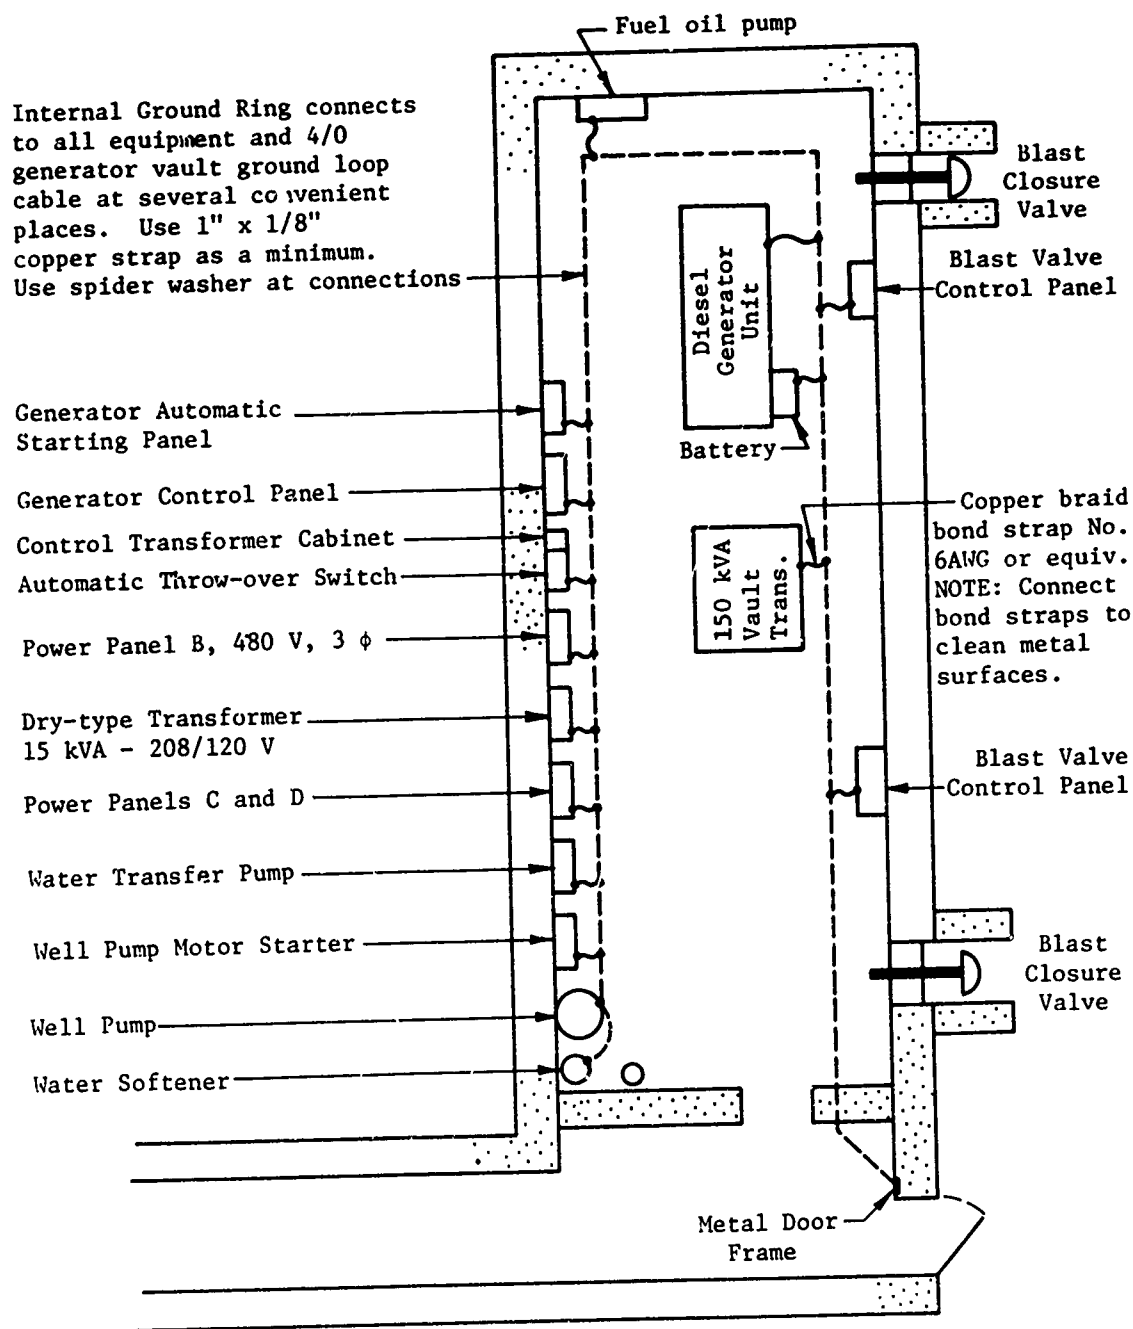 Fuel oil pump
Internal Ground Ring connects
to all equipment and 4/0
generator vault ground loop
cable at several convenient
places. Use 1" x 1/8"
copper strap as a minimum.
Use spider washer at connections
Blast
Closure
Valve
Blast Valve
Control Panel
Diesel
Generator
Unit
Battery
Generator Automatic
Starting Panel
Generator Control Panel
Control Transformer Cabinet
Automatic Throw-over Switch
Power Panel B, 480 V, 3 φ
Dry-type Transformer
15 kVA - 208/120 V
Power Panels C and D
Water Transfer Pump
Well Pump Motor Starter
Well Pump
Water Softener
150 kVA
Vault
Trans.
Copper braid
bond strap No.
6AWG or equiv.
NOTE: Connect
bond straps to
clean metal
surfaces.
Blast Valve
Control Panel
Blast
Closure
Valve
Metal Door
Frame